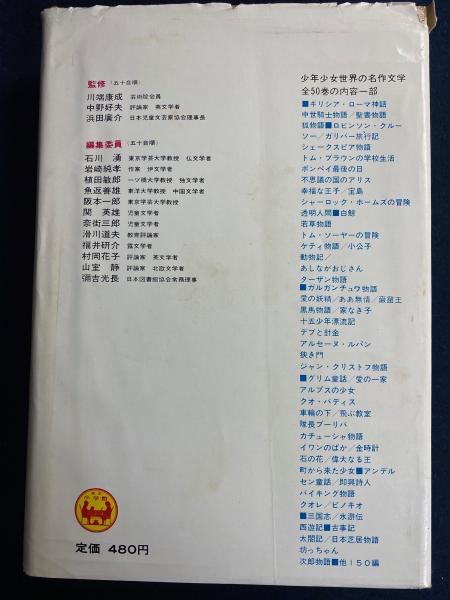 監修（五十音順）
川端康成 芸術院会員
中野好夫 評論家 英文学者
浜田廣介 日本児童文芸家協会理事長
編集委員（五十音順）
石川 湧 東京学芸大学教授 仏文学者
岩崎純孝 作家 伊文学者
植田敏郎 一ツ橋大学教授 独文学者
魚返善雄 東洋大学教授 中国文学者
阪本一郎 東京学芸大学教授
関 英雄 児童文学者
奈街三郎 児童文学者
滑川道夫 教育評論家
福井研介 露文学者
村岡花子 評論家 英文学者
山室 静 評論家 北欧文学者
弥吉光長 日本図書館協会常務理事
小学館
定価 480円
少年少女世界の名作文学
全50巻の内容一部
■ギリシア・ローマ神話
中世騎士物語／聖書物語
狐物語■ロビンソン・クルー
ソー／ガリバー旅行記
シェークスピア物語
トム・ブラウンの学校生活
ポンペイ最後の日
不思議の国のアリス
幸福な王子／宝島
シャーロック・ホームズの冒険
透明人間■白鯨
若草物語
トム・ソーヤーの冒険
ケティ物語／小公子
動物記／
あしながおじさん
ターザン物語
■ガルガンチュワ物語
愛の妖精／ああ無情／巌窟王
黒馬物語／家なき子
十五少年漂流記
デブと針金
アルセーヌ・ルパン
狭き門
ジャン・クリストフ物語
■グリム童話／愛の一家
アルプスの少女
クオ・バディス
車輪の下／飛ぶ教室
隊長ブーリバ
カチューシャ物語
イワンのばか／金時計
石の花／偉大なる王
町から来た少女■アンデル
セン童話／即興詩人
バイキング物語
クオレ／ピノキオ
■三国志／水滸伝
西遊記■古事記
太閤記／日本芝居物語
坊っちゃん
次郎物語■他150編